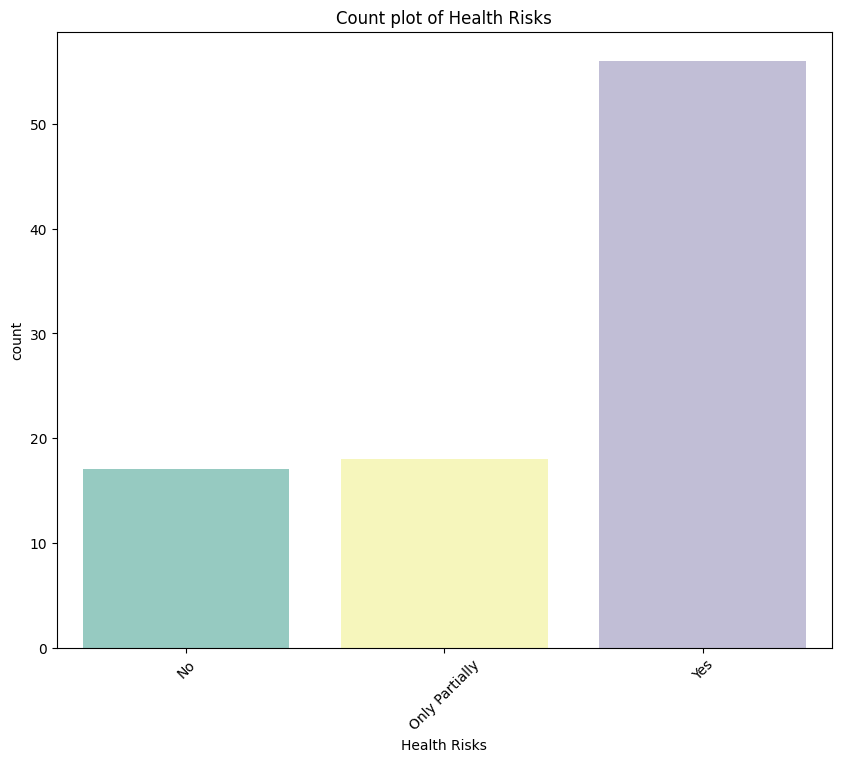 Count plot of Health Risks
50
40
30
20
10
0
count
No
Only Partially
Yes
Health Risks